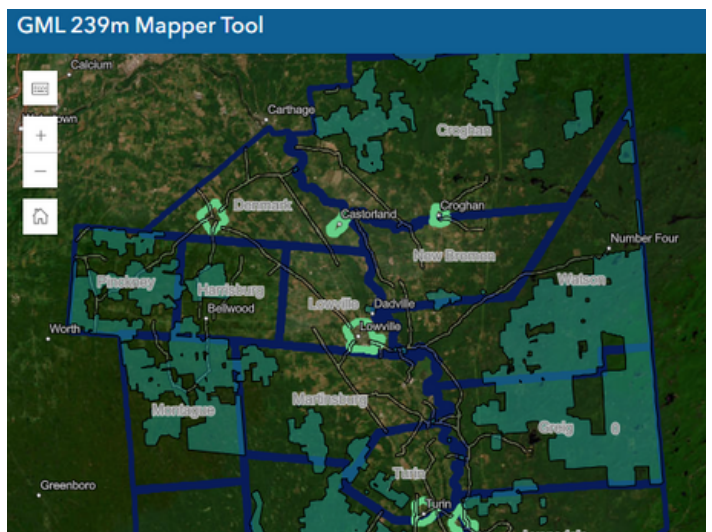 GML 239m Mapper Tool
Calcium
Carthage
Croghan
Denmark
Castorland
Croghan
Number Four
New Bremen
Pinckney
Harrisburg
Watson
Bellwood
Lowville
Dadville
Worth
Lowville
Montague
Martinsburg
Greig
Turin
Greenboro
Turin